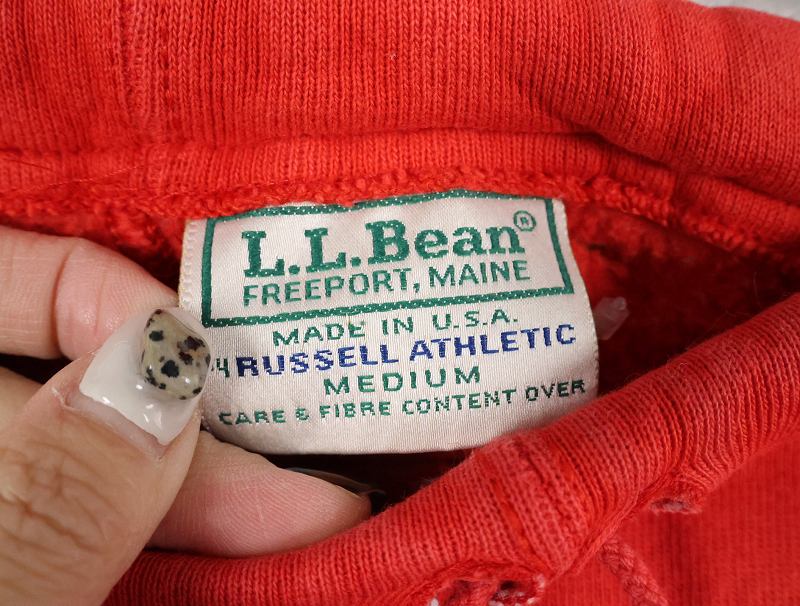 L.L.Bean®
FREEPORT, MAINE
MADE IN U.S.A.
RUSSELL ATHLETIC
MEDIUM
CARE & FIBRE CONTENT OVER